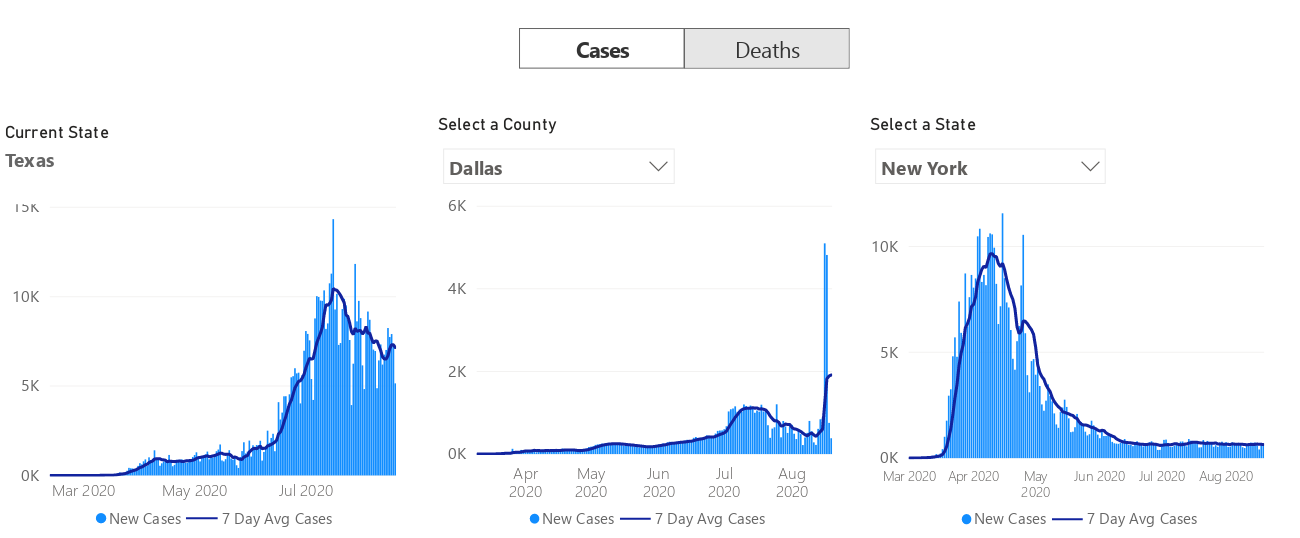 Cases Deaths
Current State
Texas
Select a County
Dallas
Select a State
New York
15K
10K
5K
0K
Mar 2020 May 2020 Jul 2020
New Cases 7 Day Avg Cases
6K
4K
2K
0K
Apr 2020 May 2020 Jun 2020 Jul 2020 Aug 2020
New Cases 7 Day Avg Cases
10K
5K
0K
Mar 2020 Apr 2020 May 2020 Jun 2020 Jul 2020 Aug 2020
New Cases 7 Day Avg Cases